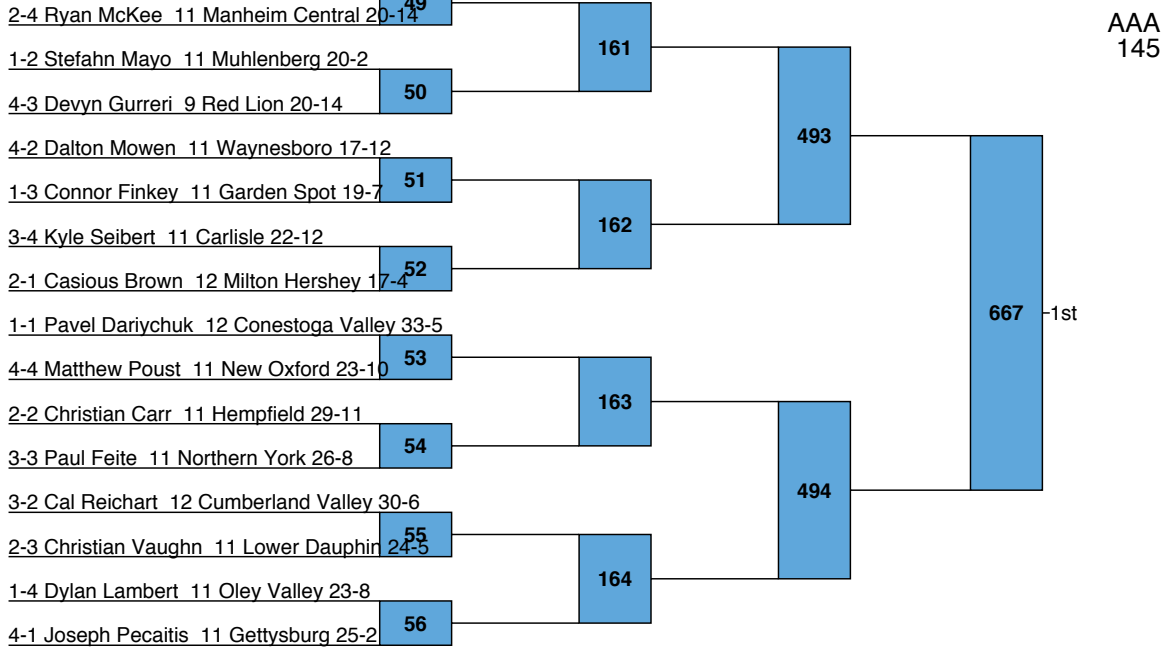 49
2-4 Ryan McKee 11 Manheim Central 20-14
AAA
145
161
1-2 Stefahn Mayo 11 Muhlenberg 20-2
50
4-3 Devyn Gurreri 9 Red Lion 20-14
493
4-2 Dalton Mowen 11 Waynesboro 17-12
51
1-3 Connor Finkey 11 Garden Spot 19-7
162
3-4 Kyle Seibert 11 Carlisle 22-12
52
2-1 Casious Brown 12 Milton Hershey 17-4
667
1st
1-1 Pavel Dariychuk 12 Conestoga Valley 33-5
53
4-4 Matthew Poust 11 New Oxford 23-10
163
2-2 Christian Carr 11 Hempfield 29-11
54
3-3 Paul Feite 11 Northern York 26-8
494
3-2 Cal Reichart 12 Cumberland Valley 30-6
55
2-3 Christian Vaughn 11 Lower Dauphin 24-5
164
1-4 Dylan Lambert 11 Oley Valley 23-8
56
4-1 Joseph Pecaitis 11 Gettysburg 25-2